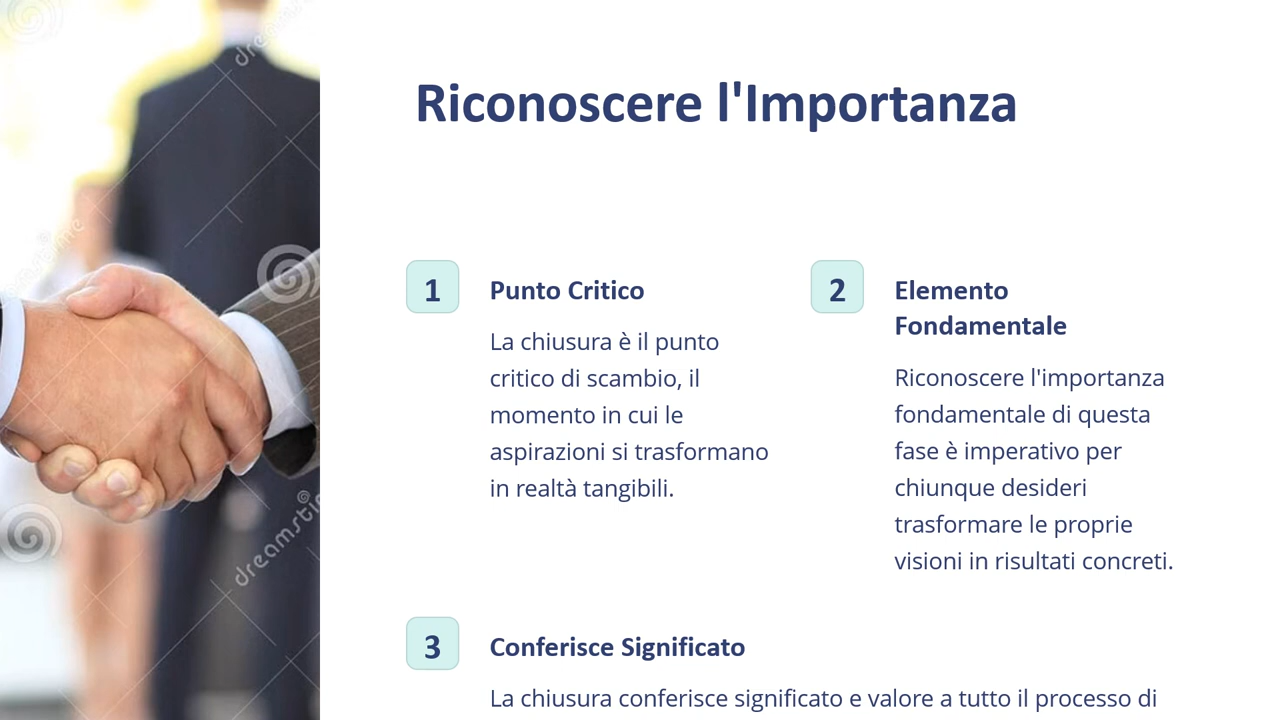 Riconoscere l'Importanza
1
Punto Critico
La chiusura è il punto
critico di scambio, il
momento in cui le
aspirazioni si trasformano
in realtà tangibili.
2
Elemento
Fondamentale
Riconoscere l'importanza
fondamentale di questa
fase è imperativo per
chiunque desideri
trasformare le proprie
visioni in risultati concreti.
3
Conferisce Significato
La chiusura conferisce significato e valore a tutto il processo di
dreamstime